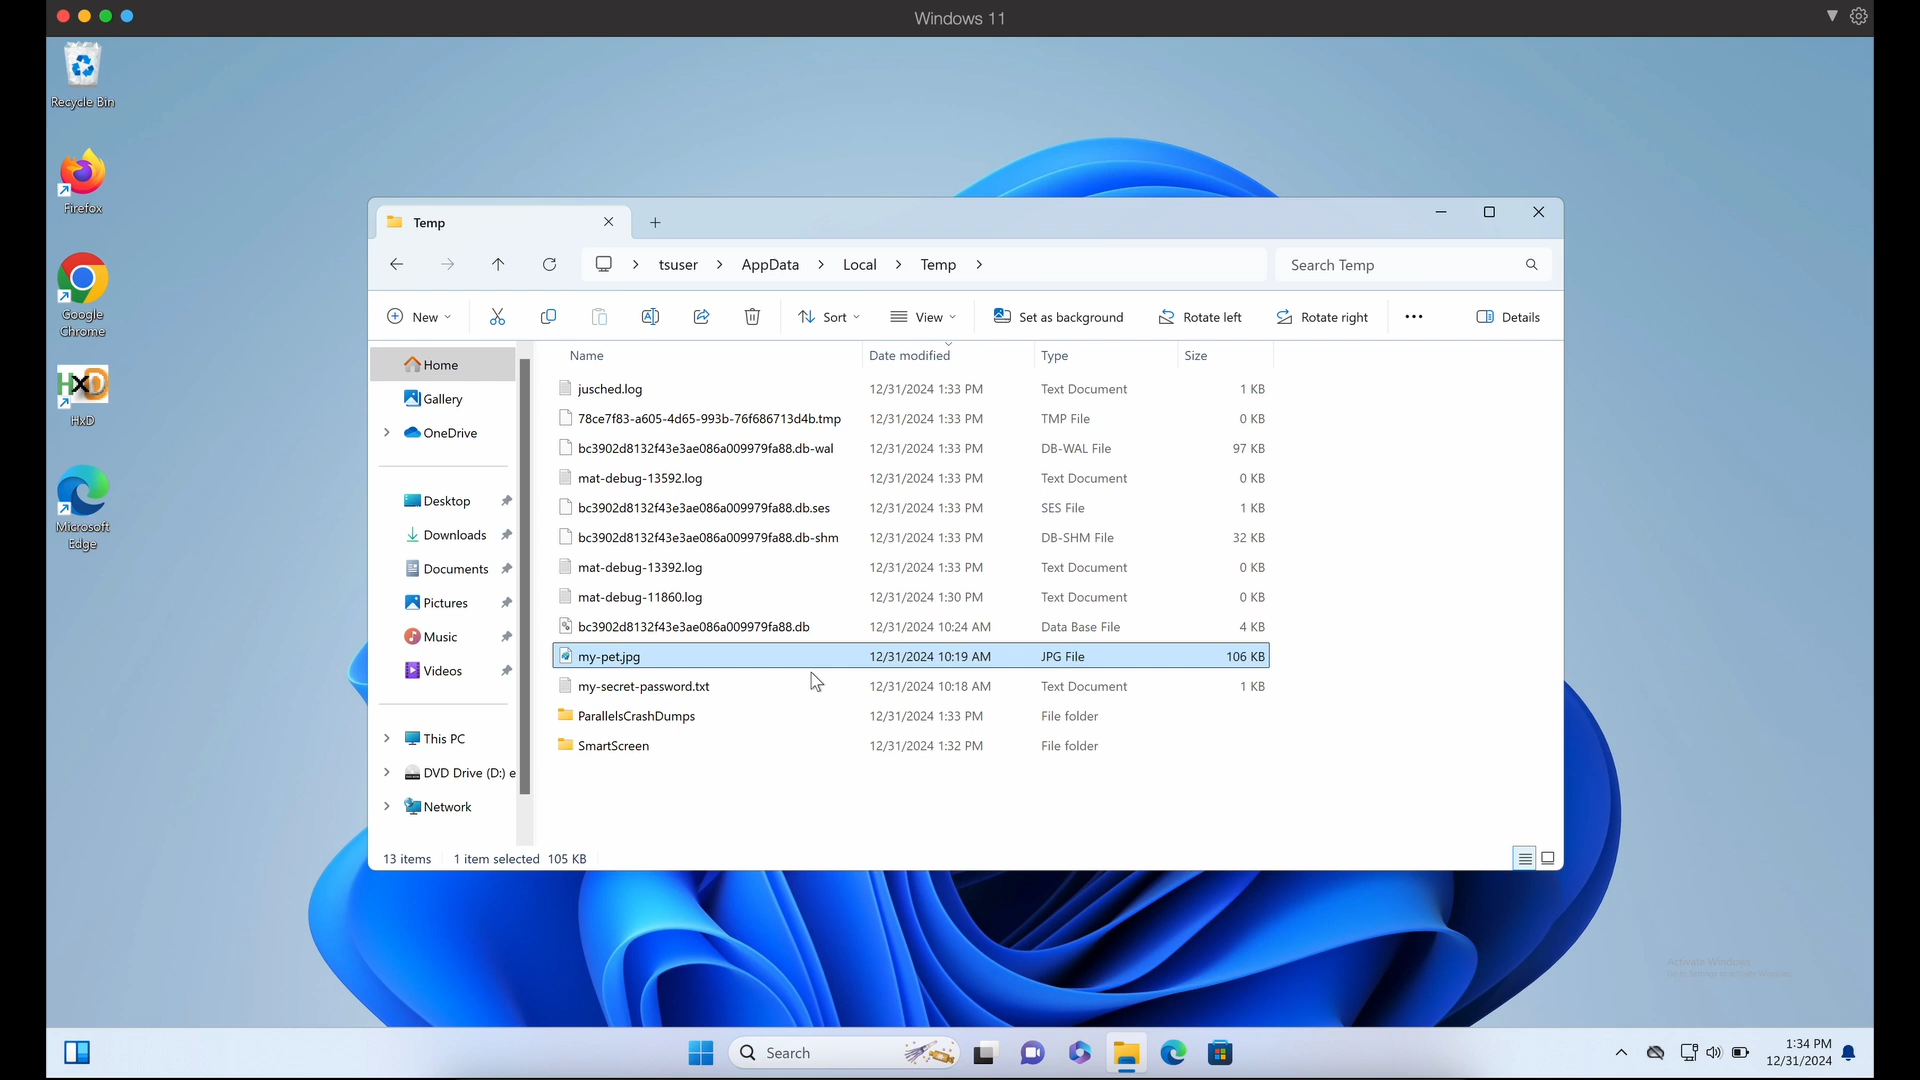 Windows 11
Recycle Bin
Firefox
Google
Chrome
HxD
HxD
Microsoft
Edge
Temp
tsuser > AppData > Local > Temp >
Search Temp
New
Sort
View
Set as background
Rotate left
Rotate right
Details
Home
Gallery
OneDrive
Desktop
Downloads
Documents
Pictures
Music
Videos
This PC
DVD Drive (D:) e
Network
Name Date modified Type Size
jusched.log 12/31/2024 1:33 PM Text Document 1 KB
78ce7f83-a605-4d65-993b-76f686713d4b.tmp 12/31/2024 1:33 PM TMP File 0 KB
bc3902d8132f43e3ae086a009979fa88.db-wal 12/31/2024 1:33 PM DB-WAL File 97 KB
mat-debug-13592.log 12/31/2024 1:33 PM Text Document 0 KB
bc3902d8132f43e3ae086a009979fa88.db.ses 12/31/2024 1:33 PM SES File 1 KB
bc3902d8132f43e3ae086a009979fa88.db-shm 12/31/2024 1:33 PM DB-SHM File 32 KB
mat-debug-13392.log 12/31/2024 1:33 PM Text Document 0 KB
mat-debug-11860.log 12/31/2024 1:30 PM Text Document 0 KB
bc3902d8132f43e3ae086a009979fa88.db 12/31/2024 10:24 AM Data Base File 4 KB
my-pet.jpg 12/31/2024 10:19 AM JPG File 106 KB
my-secret-password.txt 12/31/2024 10:18 AM Text Document 1 KB
ParallelsCrashDumps 12/31/2024 1:33 PM File folder
SmartScreen 12/31/2024 1:32 PM File folder
13 items 1 item selected 105 KB
Activate Windows
Search
1:34 PM
12/31/2024